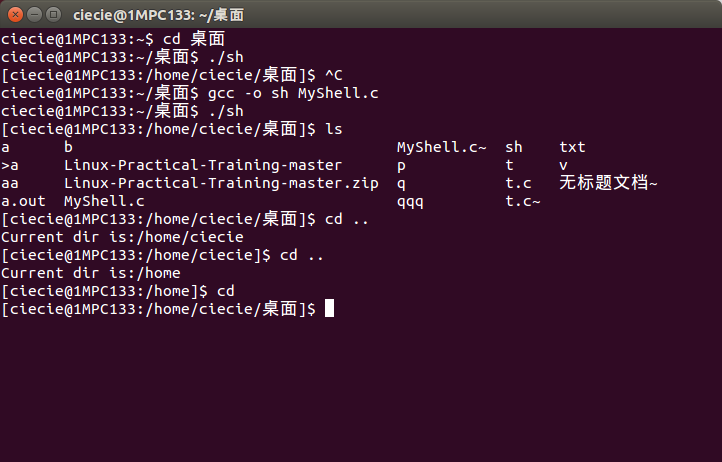 ciecie@1MPC133: ~/桌面
ciecie@1MPC133:~$ cd 桌面
ciecie@1MPC133:~/桌面$ ./sh
[ciecie@1MPC133:/home/ciecie/桌面]$ ^C
ciecie@1MPC133:~/桌面$ gcc -o sh MyShell.c
ciecie@1MPC133:~/桌面$ ./sh
[ciecie@1MPC133:/home/ciecie/桌面]$ ls
a      b                                    MyShell.c~  sh    txt
>a     Linux-Practical-Training-master      p           t     v
aa     Linux-Practical-Training-master.zip  q           t.c   无标题文档~
a.out  MyShell.c                            qqq         t.c~
[ciecie@1MPC133:/home/ciecie/桌面]$ cd ..
Current dir is:/home/ciecie
[ciecie@1MPC133:/home/ciecie]$ cd ..
Current dir is:/home
[ciecie@1MPC133:/home]$ cd
[ciecie@1MPC133:/home/ciecie/桌面]$